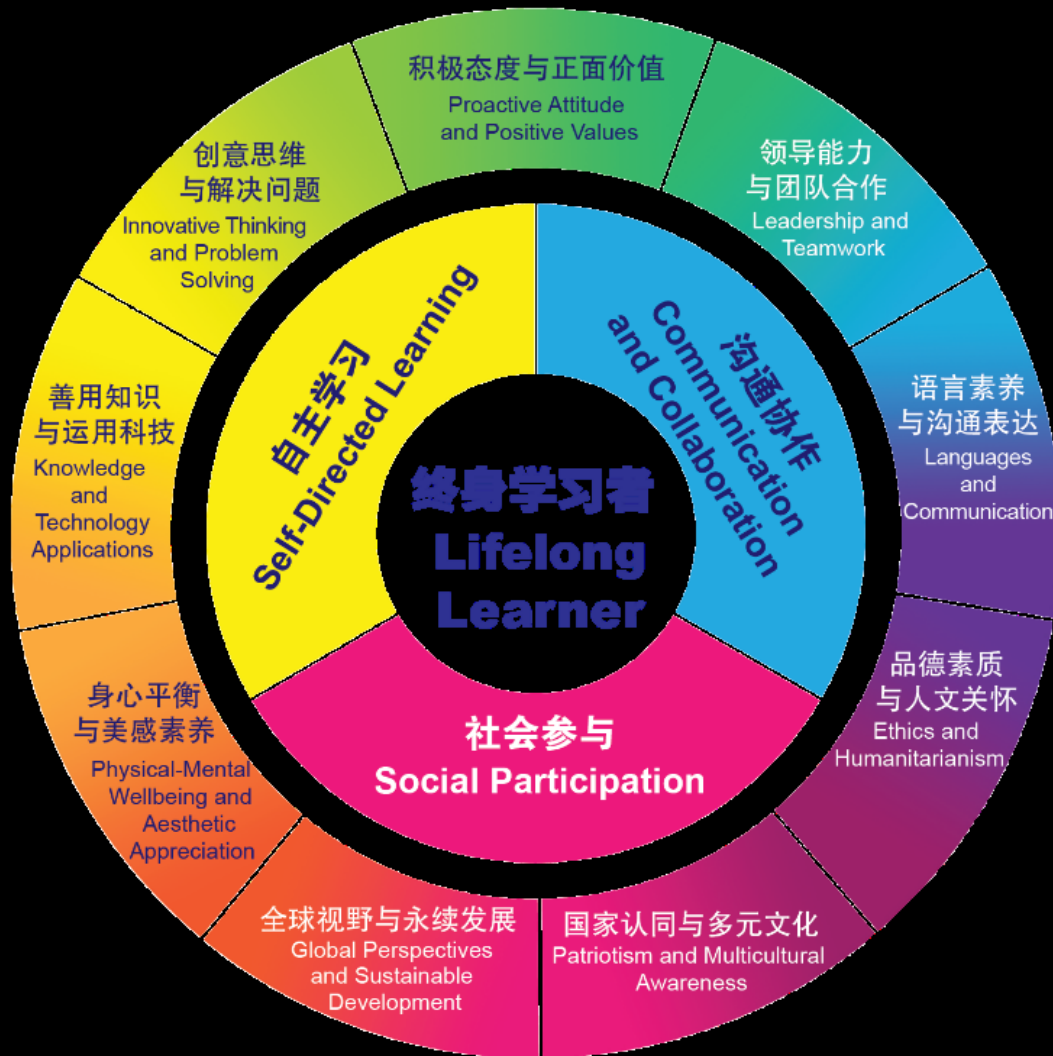 积极态度与正面价值
Proactive Attitude
and Positive Values
领导能力
与团队合作
Leadership and
Teamwork
语言素养
与沟通表达
Languages
and
Communication
品德素质
与人文关怀
Ethics and
Humanitarianism
国家认同与多元文化
Patriotism and Multicultural
Awareness
全球视野与永续发展
Global Perspectives
and Sustainable
Development
身心平衡
与美感素养
Physical-Mental
Wellbeing and
Aesthetic
Appreciation
善用知识
与运用科技
Knowledge
and
Technology
Applications
创意思维
与解决问题
Innovative Thinking
and Problem
Solving
自主学习
Self-Directed Learning
沟通协作
Communication
and Collaboration
社会参与
Social Participation
终身学习者
Lifelong
Learner